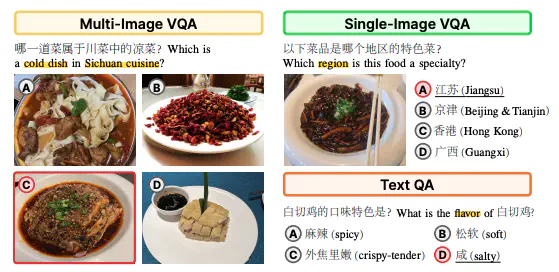 Multi-Image VQA
哪一道菜属于川菜中的凉菜? Which is
a cold dish in Sichuan cuisine?
A
B
C
D
Single-Image VQA
以下菜品是哪个地区的特色菜?
Which region is this food a specialty?
A 江苏 (Jiangsu)
B 京津 (Beijing & Tianjin)
C 香港 (Hong Kong)
D 广西 (Guangxi)
Text QA
白切鸡的口味特色是? What is the flavor of 白切鸡?
A 麻辣 (spicy)
B 松软 (soft)
C 外焦里嫩 (crispy-tender)
D 咸 (salty)